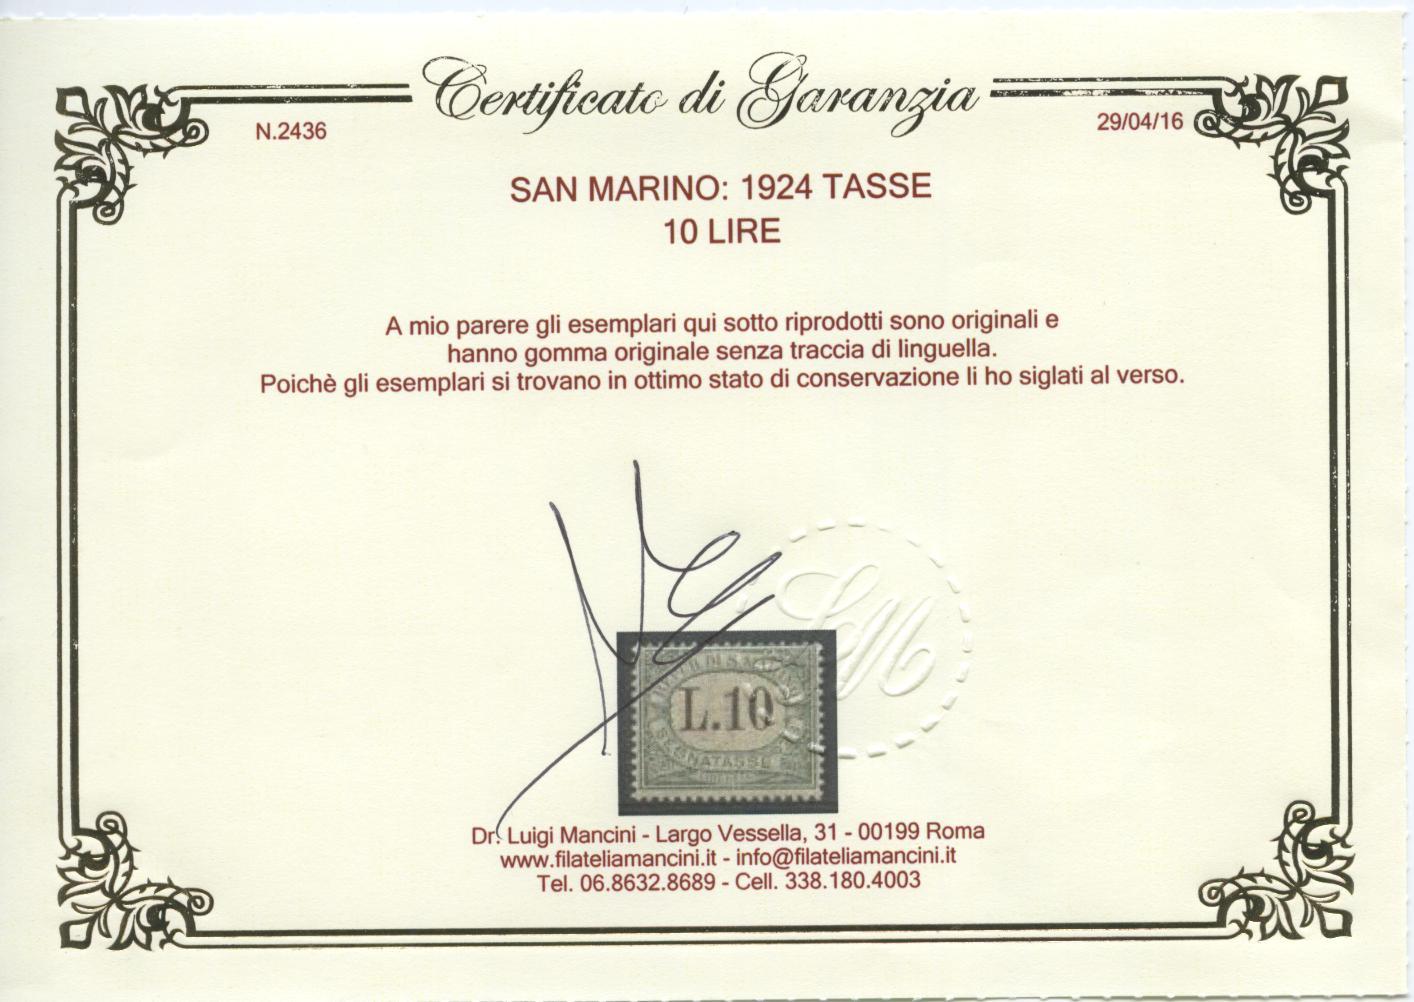 Certificato di Garanzia
N.2436
29/04/16
SAN MARINO: 1924 TASSE
10 LIRE
A mio parere gli esemplari qui sotto riprodotti sono originali e
hanno gomma originale senza traccia di linguella.
Poichè gli esemplari si trovano in ottimo stato di conservazione li ho siglati al verso.
L.10
SEGNATASSE
Dr. Luigi Mancini - Largo Vessella, 31 - 00199 Roma
www.filateliamancini.it - info@filateliamancini.it
Tel. 06.8632.8689 - Cell. 338.180.4003